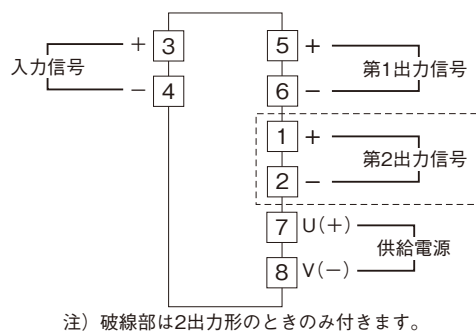 + 3
入力信号
− 4
5 +
第1出力信号
6 −
1 +
第2出力信号
2 −
7 U(+)
供給電源
8 V(−)
注）破線部は2出力形のときのみ付きます。